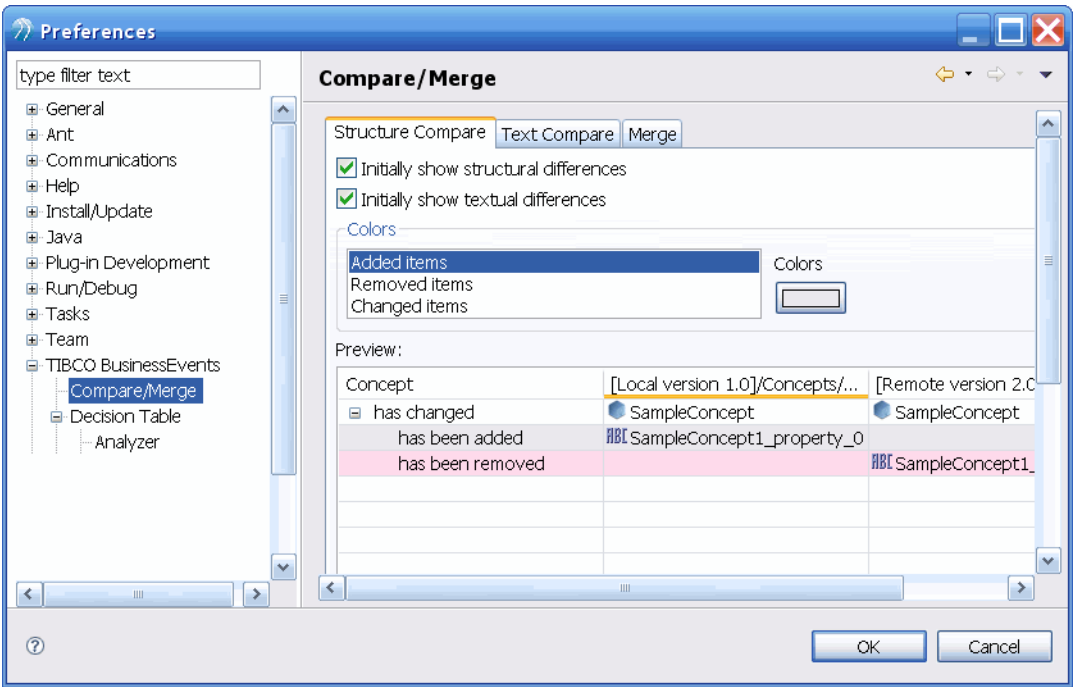 Preferences
type filter text
General
Ant
Communications
Help
Install/Update
Java
Plug-in Development
Run/Debug
Tasks
Team
TIBCO BusinessEvents
Compare/Merge
Decision Table
Analyzer
Compare/Merge
Structure Compare Text Compare Merge
Initially show structural differences
Initially show textual differences
Colors
Added items
Removed items
Changed items
Colors
Preview:
Concept [Local version 1.0]/Concepts/... [Remote version 2.0
has changed SampleConcept SampleConcept
has been added ABC SampleConcept1_property_0
has been removed ABC SampleConcept1_
OK Cancel